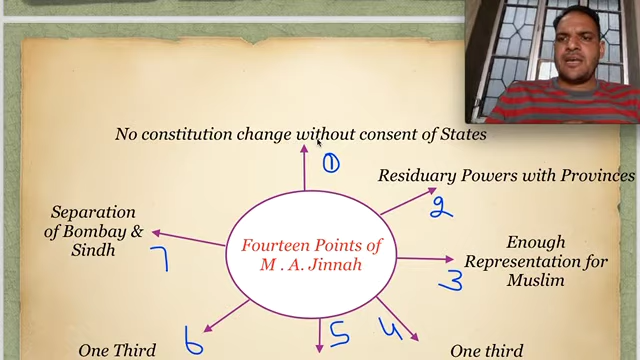 No constitution change without consent of States
①
Residuary Powers with Provinces
2
Separation
of Bombay &
Sindh
7
Fourteen Points of
M . A. Jinnah
Enough
Representation for
Muslim
3
6
5
4
One Third
One third